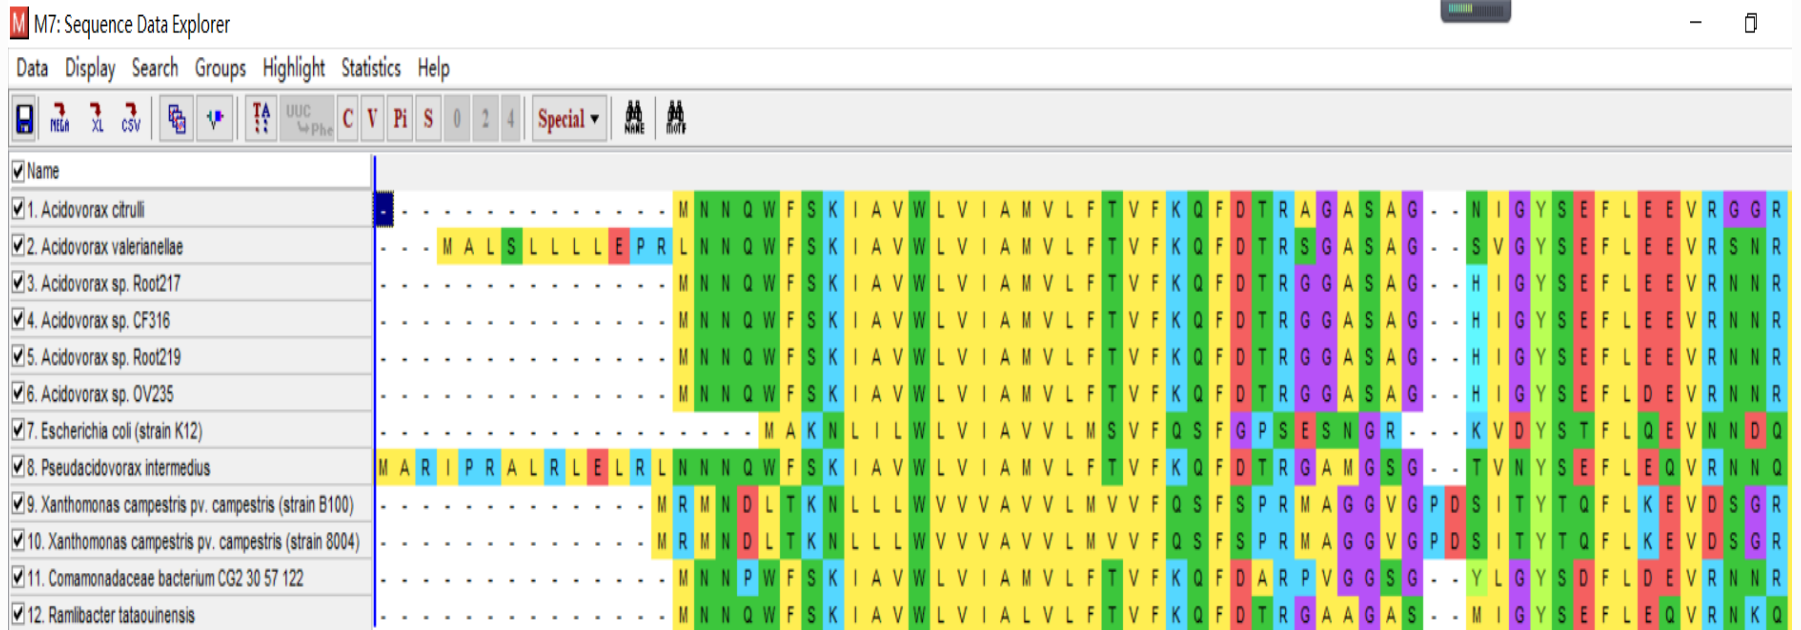 M M7: Sequence Data Explorer
Data Display Search Groups Highlight Statistics Help
MEGA XL CSV TA UUC Phe C V Pi S 0 2 4 Special NAME MOTIF
Name
1. Acidovorax citrulli - - - - - - - - - - - - - - M N N Q W F S K I A V W L V I A M V L F T V F K Q F D T R A G A S A G - - N I G Y S E F L E E V R G G R
2. Acidovorax valerianellae - - - M A L S L L L L E P R L N N Q W F S K I A V W L V I A M V L F T V F K Q F D T R S G A S A G - - S V G Y S E F L E E V R S N R
3. Acidovorax sp. Root217 - - - - - - - - - - - - - - M N N Q W F S K I A V W L V I A M V L F T V F K Q F D T R G G A S A G - - H I G Y S E F L E E V R N N R
4. Acidovorax sp. CF316 - - - - - - - - - - - - - - M N N Q W F S K I A V W L V I A M V L F T V F K Q F D T R G G A S A G - - H I G Y S E F L E E V R N N R
5. Acidovorax sp. Root219 - - - - - - - - - - - - - - M N N Q W F S K I A V W L V I A M V L F T V F K Q F D T R G G A S A G - - H I G Y S E F L E E V R N N R
6. Acidovorax sp. OV235 - - - - - - - - - - - - - - M N N Q W F S K I A V W L V I A M V L F T V F K Q F D T R G G A S A G - - H I G Y S E F L D E V R N N R
7. Escherichia coli (strain K12) - - - - - - - - - - - - - - - - - - M A K N L I L W L V I A V V L M S V F Q S F G P S E S N G R - - - K V D Y S T F L Q E V N N D Q
8. Pseudacidovorax intermedius M A R I P R A L R L E L R L N N N Q W F S K I A V W L V I A M V L F T V F K Q F D T R G A M G S G - - T V N Y S E F L E Q V R N N Q
9. Xanthomonas campestris pv. campestris (strain B100) - - - - - - - - - - - - - M R M N D L T K N L L L W V V V A V V L M V V F Q S F S P R M A G G V G P D S I T Y T Q F L K E V D S G R
10. Xanthomonas campestris pv. campestris (strain 8004) - - - - - - - - - - - - - M R M N D L T K N L L L W V V V A V V L M V V F Q S F S P R M A G G V G P D S I T Y T Q F L K E V D S G R
11. Comamonadaceae bacterium CG2 30 57 122 - - - - - - - - - - - - - - M N N P W F S K I A V W L V I A M V L F T V F K Q F D A R P V G G S G - - Y L G Y S D F L D E V R N N R
12. Ramlibacter tataouinensis - - - - - - - - - - - - - - M N N Q W F S K I A V W L V I A L V L F T V F K Q F D T R G A A G A S - - M I G Y S E F L E Q V R N K Q